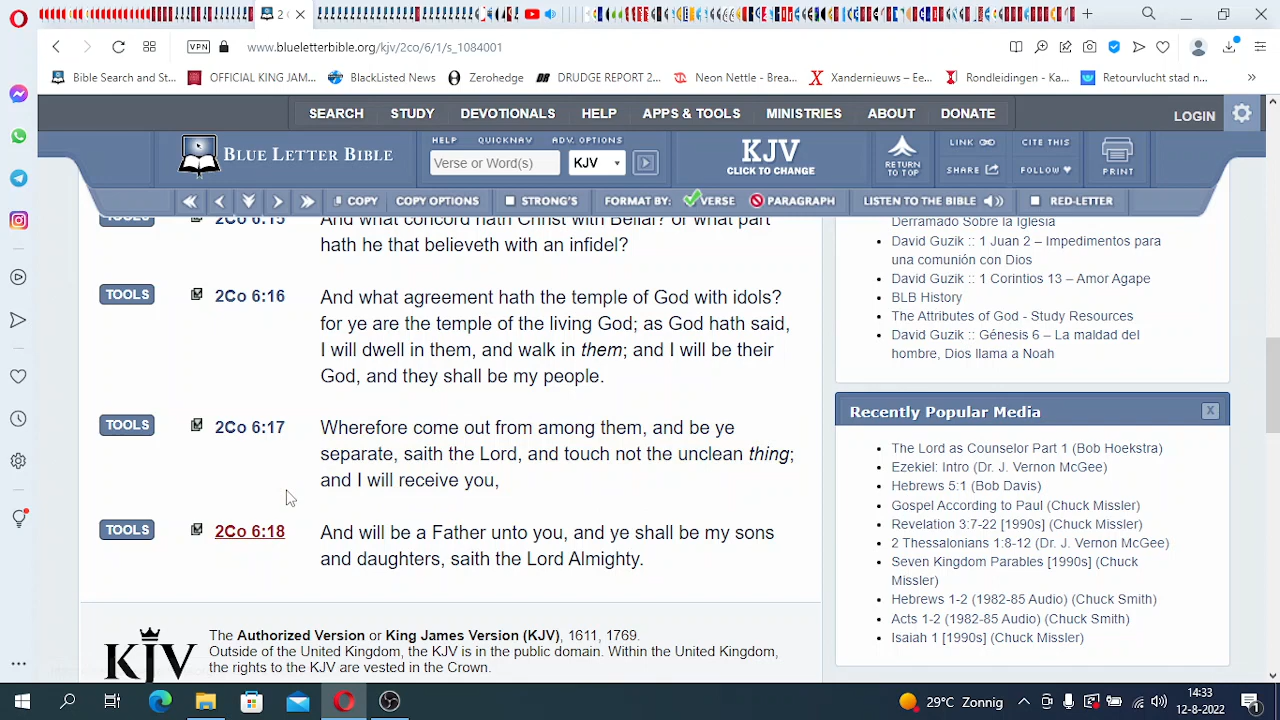 2
www.blueletterbible.org/kjv/2co/6/1/s_1084001
VPN
Bible Search and St...
OFFICIAL KING JAM...
BlackListed News
Zerohedge
DRUDGE REPORT 2...
Neon Nettle - Brea...
Xandernieuws – Ee...
Rondleidingen - Ka...
Retourvlucht stad n...
»
SEARCH
STUDY
DEVOTIONALS
HELP
APPS & TOOLS
MINISTRIES
ABOUT
DONATE
LOGIN
BLUE LETTER BIBLE
HELP
QUICKNAV
ADV. OPTIONS
Verse or Word(s)
KJV
KJV
CLICK TO CHANGE
RETURN
TO TOP
LINK
CITE THIS
SHARE
FOLLOW
PRINT
COPY
COPY OPTIONS
STRONG'S
FORMAT BY:
VERSE
PARAGRAPH
LISTEN TO THE BIBLE
RED-LETTER
TOOLS
2Co 6:15
And what concord hath Christ with Belial? or what part
hath he that believeth with an infidel?
TOOLS
2Co 6:16
And what agreement hath the temple of God with idols?
for ye are the temple of the living God; as God hath said,
I will dwell in them, and walk in them; and I will be their
God, and they shall be my people.
TOOLS
2Co 6:17
Wherefore come out from among them, and be ye
separate, saith the Lord, and touch not the unclean thing;
and I will receive you,
TOOLS
2Co 6:18
And will be a Father unto you, and ye shall be my sons
and daughters, saith the Lord Almighty.
KJV
The Authorized Version or King James Version (KJV), 1611, 1769.
Outside of the United Kingdom, the KJV is in the public domain. Within the United Kingdom,
the rights to the KJV are vested in the Crown.
Derramado Sobre la Iglesia
David Guzik :: 1 Juan 2 – Impedimentos para
una comunión con Dios
David Guzik :: 1 Corintios 13 – Amor Agape
BLB History
The Attributes of God - Study Resources
David Guzik :: Génesis 6 – La maldad del
hombre, Dios llama a Noah
Recently Popular Media
X
The Lord as Counselor Part 1 (Bob Hoekstra)
Ezekiel: Intro (Dr. J. Vernon McGee)
Hebrews 5:1 (Bob Davis)
Gospel According to Paul (Chuck Missler)
Revelation 3:7-22 [1990s] (Chuck Missler)
2 Thessalonians 1:8-12 (Dr. J. Vernon McGee)
Seven Kingdom Parables [1990s] (Chuck
Missler)
Hebrews 1-2 (1982-85 Audio) (Chuck Smith)
Acts 1-2 (1982-85 Audio) (Chuck Smith)
Isaiah 1 [1990s] (Chuck Missler)
29°C Zonnig
14:33
12-8-2022
1